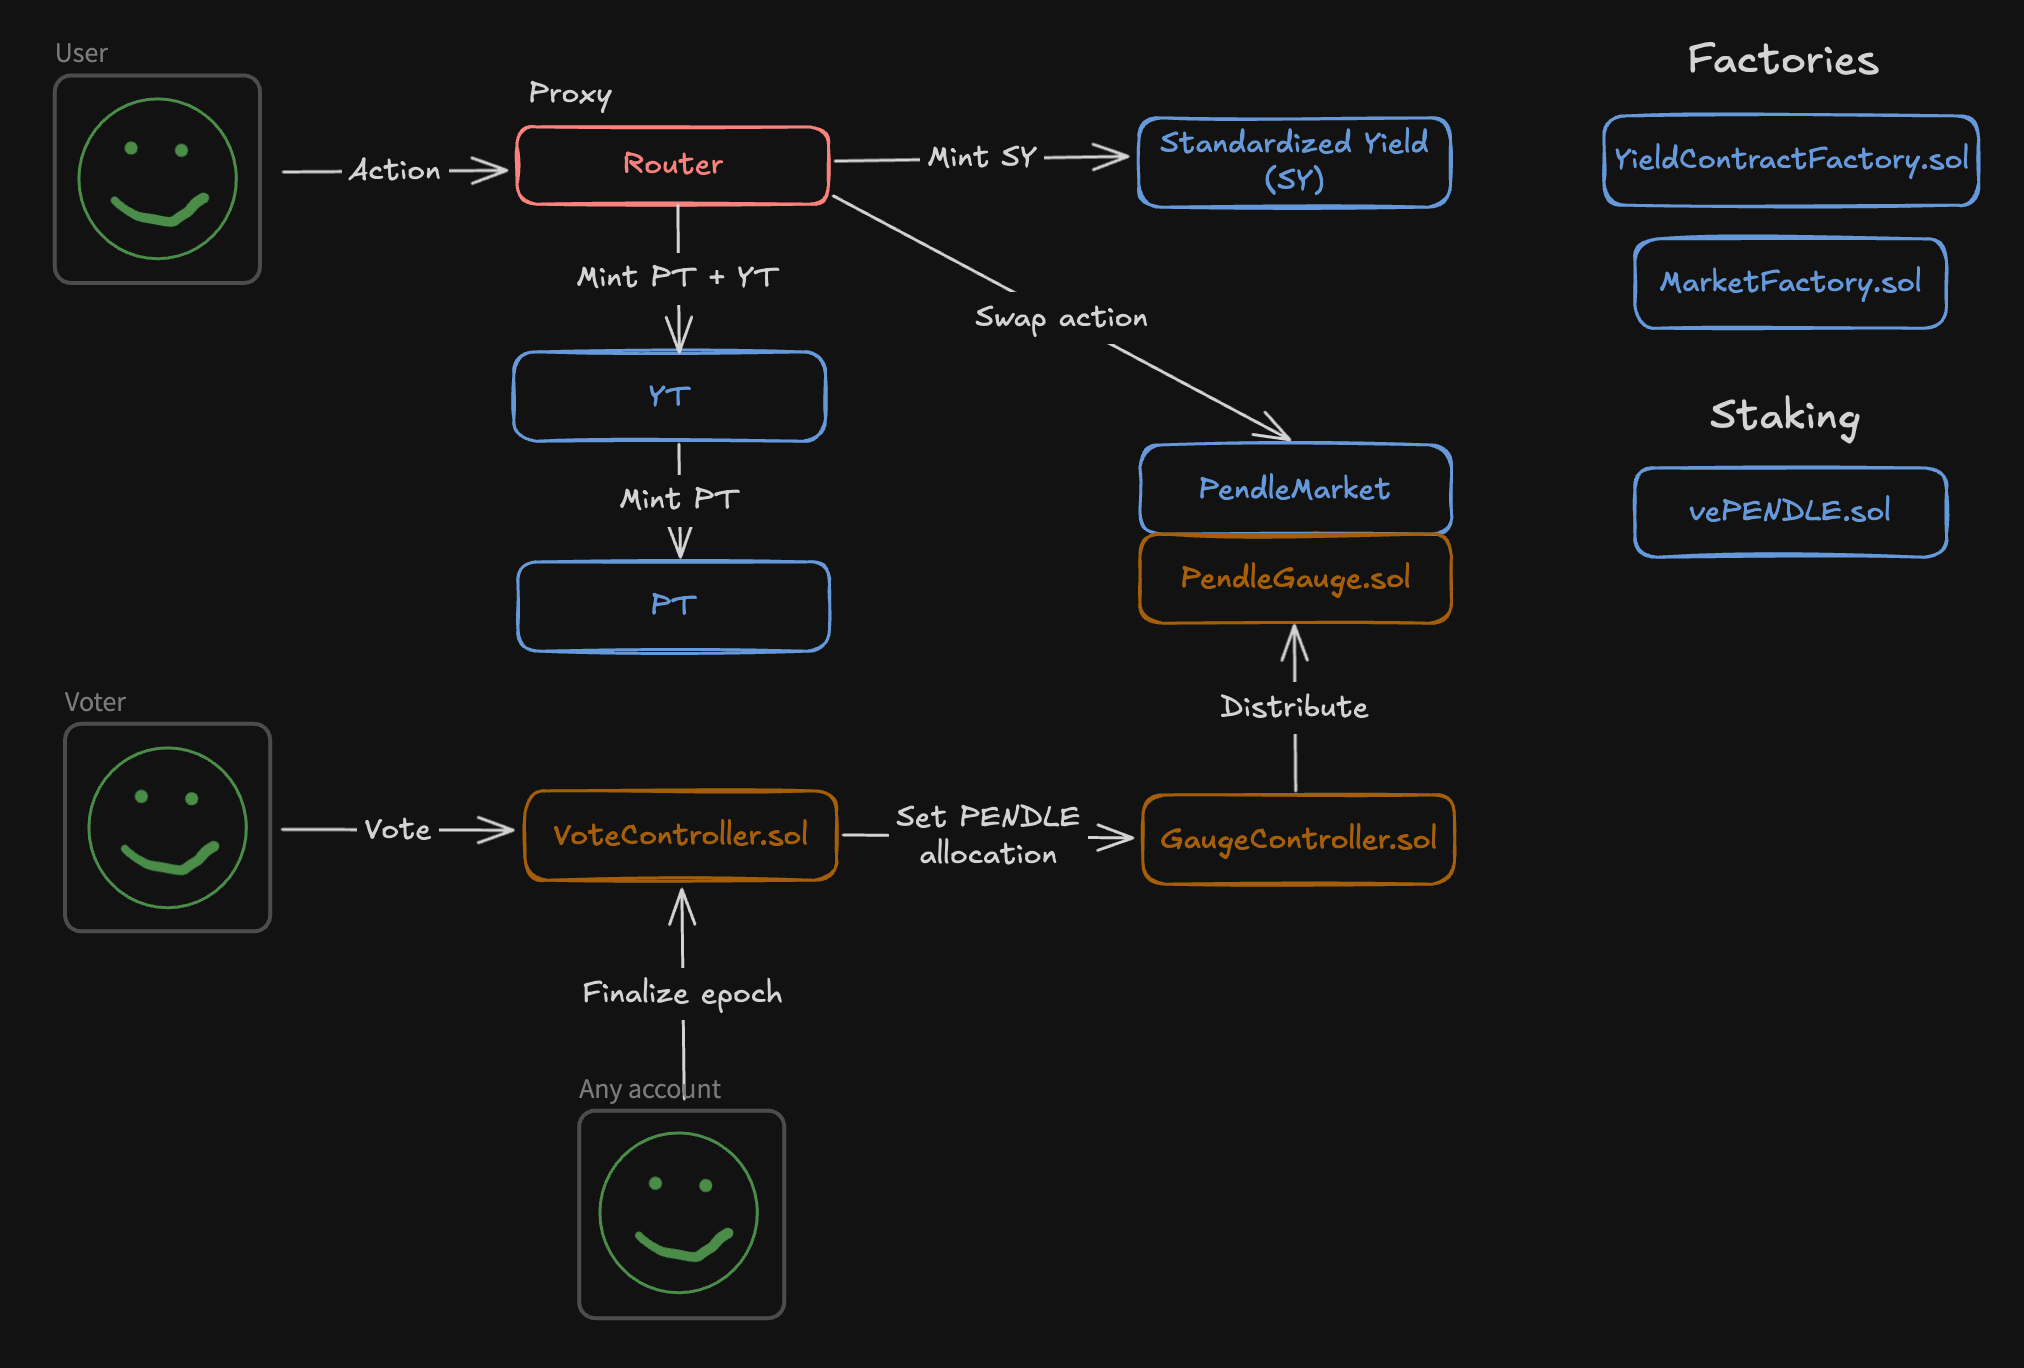 User
Proxy
Router
Action
Mint SY
Standardized Yield
(SY)
Mint PT + YT
Swap action
YT
Mint PT
PT
PendleMarket
PendleGauge.sol
Distribute
Factories
YieldContractFactory.sol
MarketFactory.sol
Staking
vePENDLE.sol
Voter
Vote
VoteController.sol
Set PENDLE
allocation
GaugeController.sol
Finalize epoch
Any account